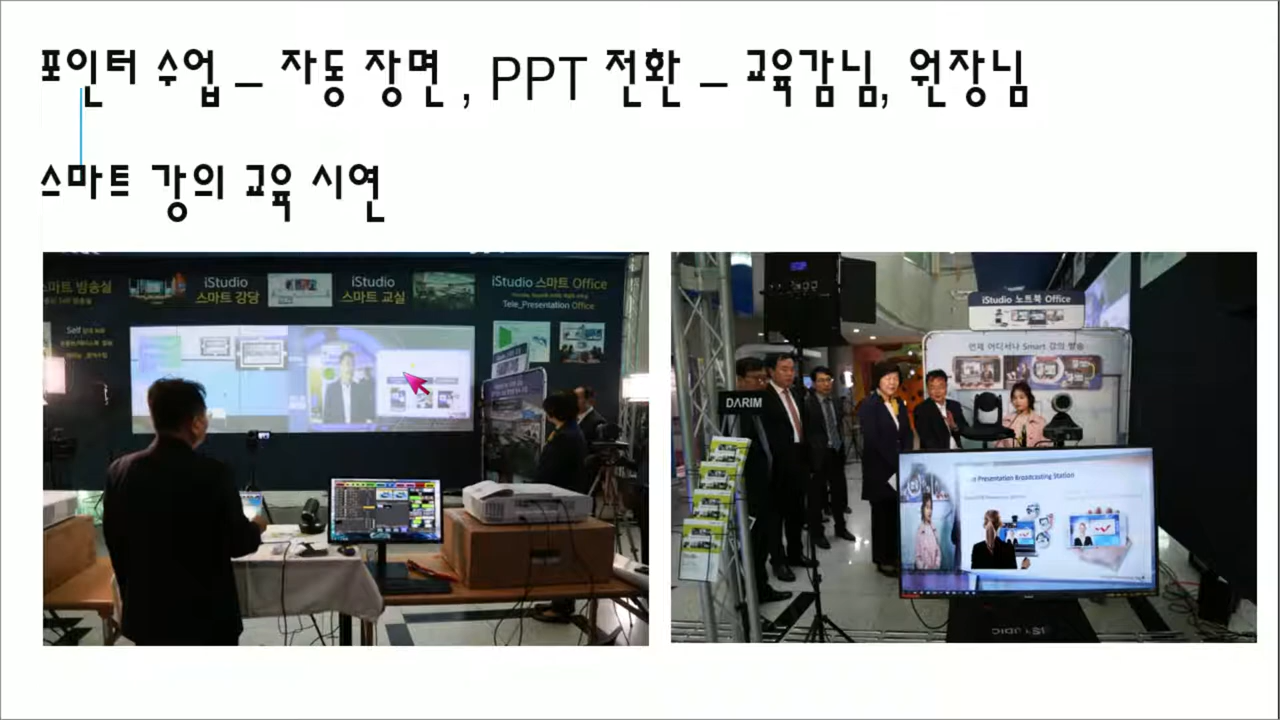 포인터 수업 – 자동 장면 , PPT 전환 – 교육감님, 원장님
스마트 강의 교육 시연
스마트 방송실
iStudio
스마트 강당
iStudio
스마트 교실
iStudio 스마트 Office
Tele_Presentation Office
Self
iStudio 노트북 Office
언제 어디서나 Smart 강의 방송
DARIM
Presentation Broadcasting Station